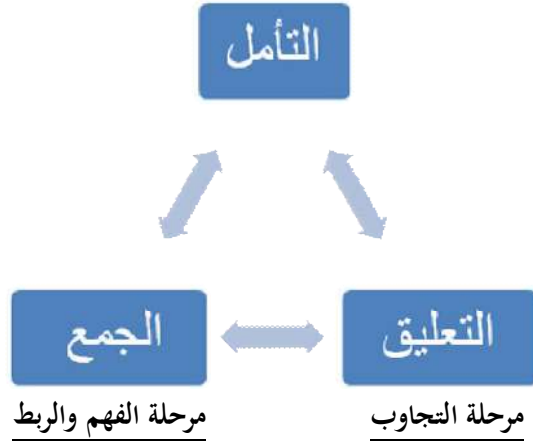 التأمل
التعليق
الجمع
مرحلة التجاوب
مرحلة الفهم والربط